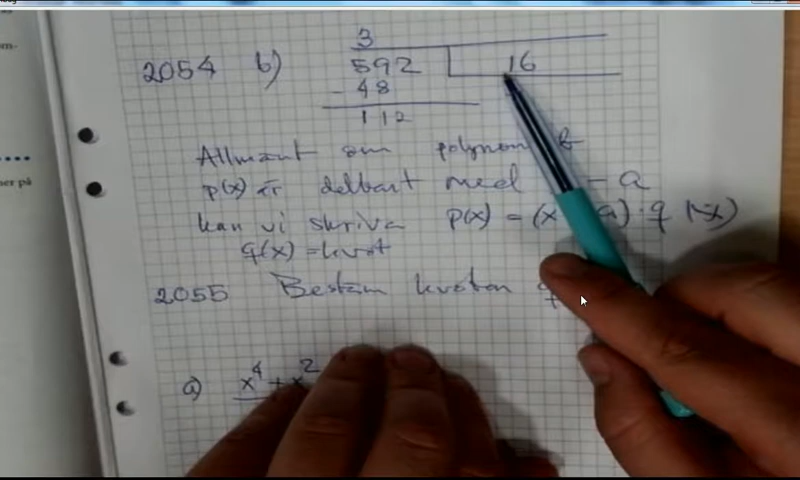 3
2054 b) 592 16
- 48
112
Allmänt om polynom
p(x) är delbart med - a
kan vi skriva p(x) = (x a) · q (x)
q(x) = kvot
2055 Bestäm kvoten q
a) x⁴ + x²